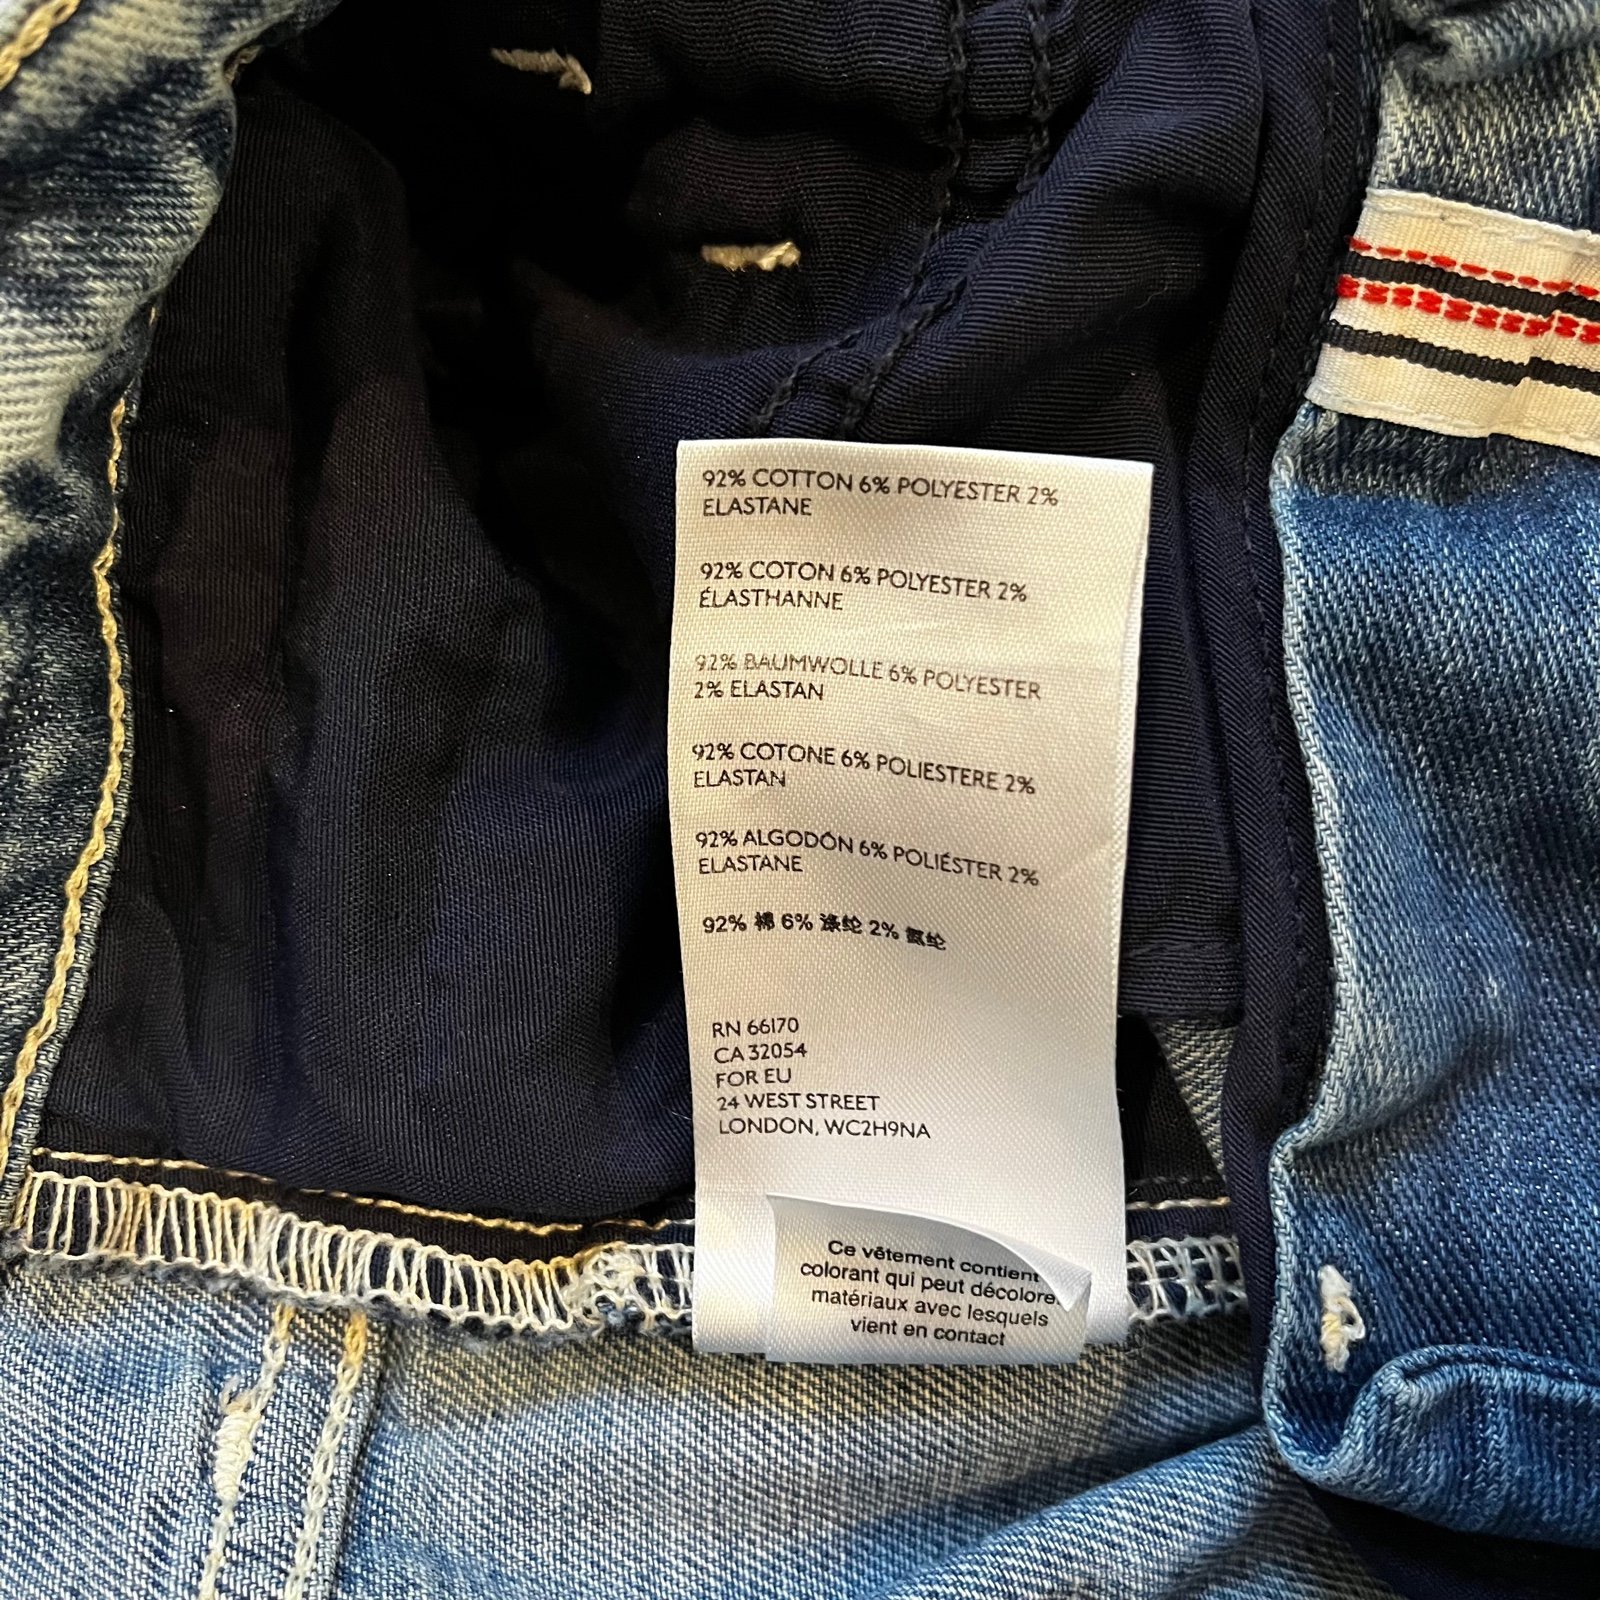 92% COTTON 6% POLYESTER 2%
ELASTANE
92% COTON 6% POLYESTER 2%
ÉLASTHANNE
92% BAUMWOLLE 6% POLYESTER
2% ELASTAN
92% COTONE 6% POLIESTERE 2%
ELASTAN
92% ALGODÓN 6% POLIÉSTER 2%
ELASTANE
92% 棉 6% 涤纶 2% 氨纶
RN 66170
CA 32054
FOR EU
24 WEST STREET
LONDON, WC2H9NA
Ce vêtement contient
colorant qui peut décolore
matériaux avec lesquels
vient en contact